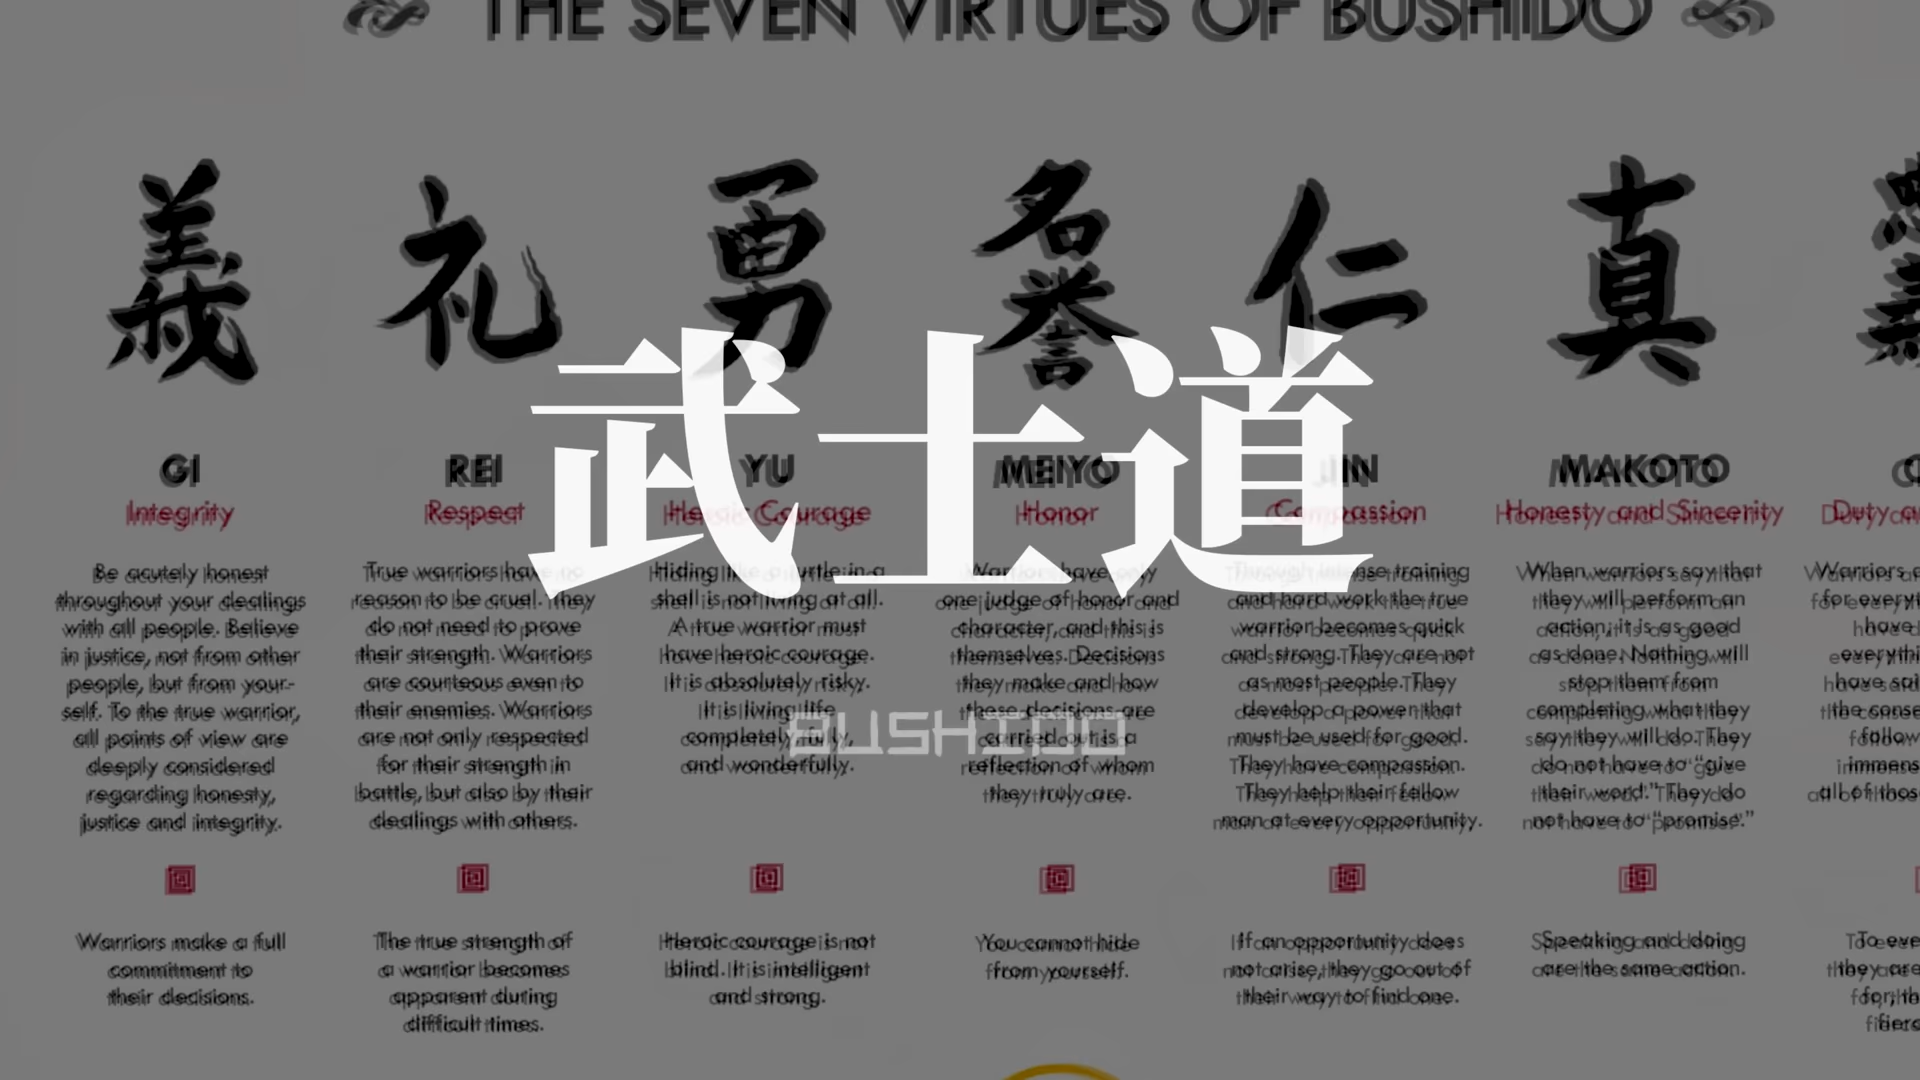 THE SEVEN VIRTUES OF BUSHIDO
義 礼 勇 名誉 仁 真
武士道
GI
Integrity
Be acutely honest
throughout your dealings
with all people. Believe
in justice, not from other
people, but from your-
self. To the true warrior,
all points of view are
deeply considered
regarding honesty,
justice and integrity.
Warriors make a full
commitment to
their decisions.
REI
Respect
True warriors have no
reason to be cruel. They
do not need to prove
their strength. Warriors
are courteous even to
their enemies. Warriors
are not only respected
for their strength in
battle, but also by their
dealings with others.
The true strength of
a warrior becomes
apparent during
difficult times.
YU
Heroic Courage
Hiding like a turtle in a
shell is not living at all.
A true warrior must
have heroic courage.
It is absolutely risky.
It is living life
completely, fully,
and wonderfully.
Heroic courage is not
blind. It is intelligent
and strong.
MEIYO
Honor
Warriors have only
one judge of honor and
character, and this is
themselves. Decisions
they make and how
these decisions are
carried out is a
reflection of whom
they truly are.
You cannot hide
from yourself.
JIN
Compassion
Through intense training
and hard work the true
warrior becomes quick
and strong. They are not
as most people. They
develop a power that
must be used for good.
They have compassion.
They help their fellow
man at every opportunity.
If an opportunity does
not arise, they go out of
their way to find one.
MAKOTO
Honesty and Sincerity
When warriors say that
they will perform an
action, it is as good
as done. Nothing will
stop them from
completing what they
say they will do. They
do not have to “give
their word.” They do
not have to “promise.”
Speaking and doing
are the same action.
Duty
Warriors
for
have
have
the
follow
all of those
To
they are
BUSHIDO